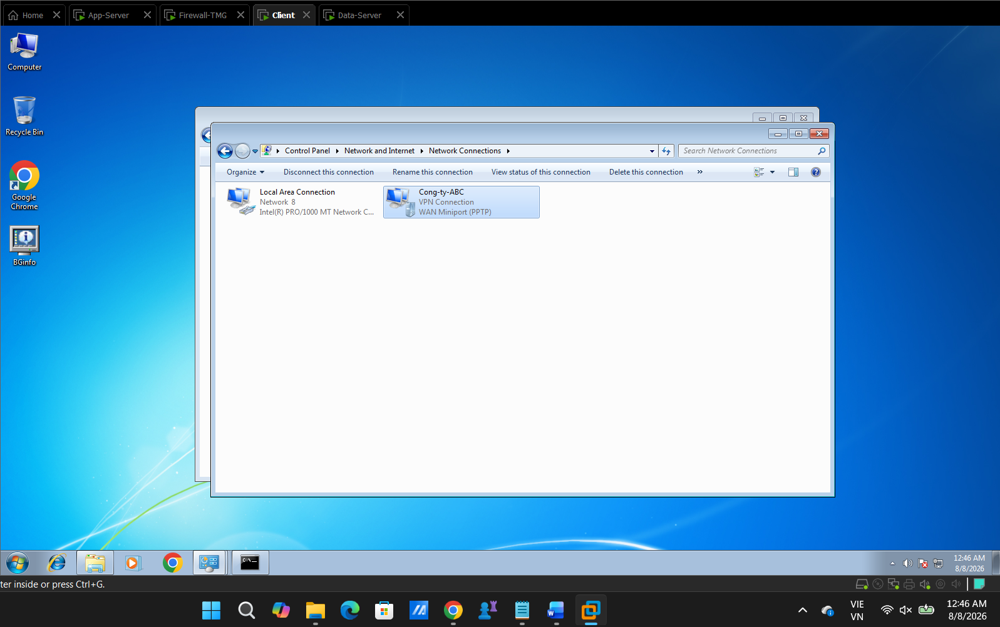 Home
App-Server
Firewall-TMG
Client
Data-Server
Computer
Recycle Bin
Google
Chrome
BGinfo
Control Panel
Network and Internet
Network Connections
Search Network Connections
Organize
Disconnect this connection
Rename this connection
View status of this connection
Delete this connection
»
Local Area Connection
Network 8
Intel(R) PRO/1000 MT Network C...
Cong-ty-ABC
VPN Connection
WAN Miniport (PPTP)
C:\_
12:46 AM
8/8/2026
ter inside or press Ctrl+G.
VIE
VN
12:46 AM
8/8/2026